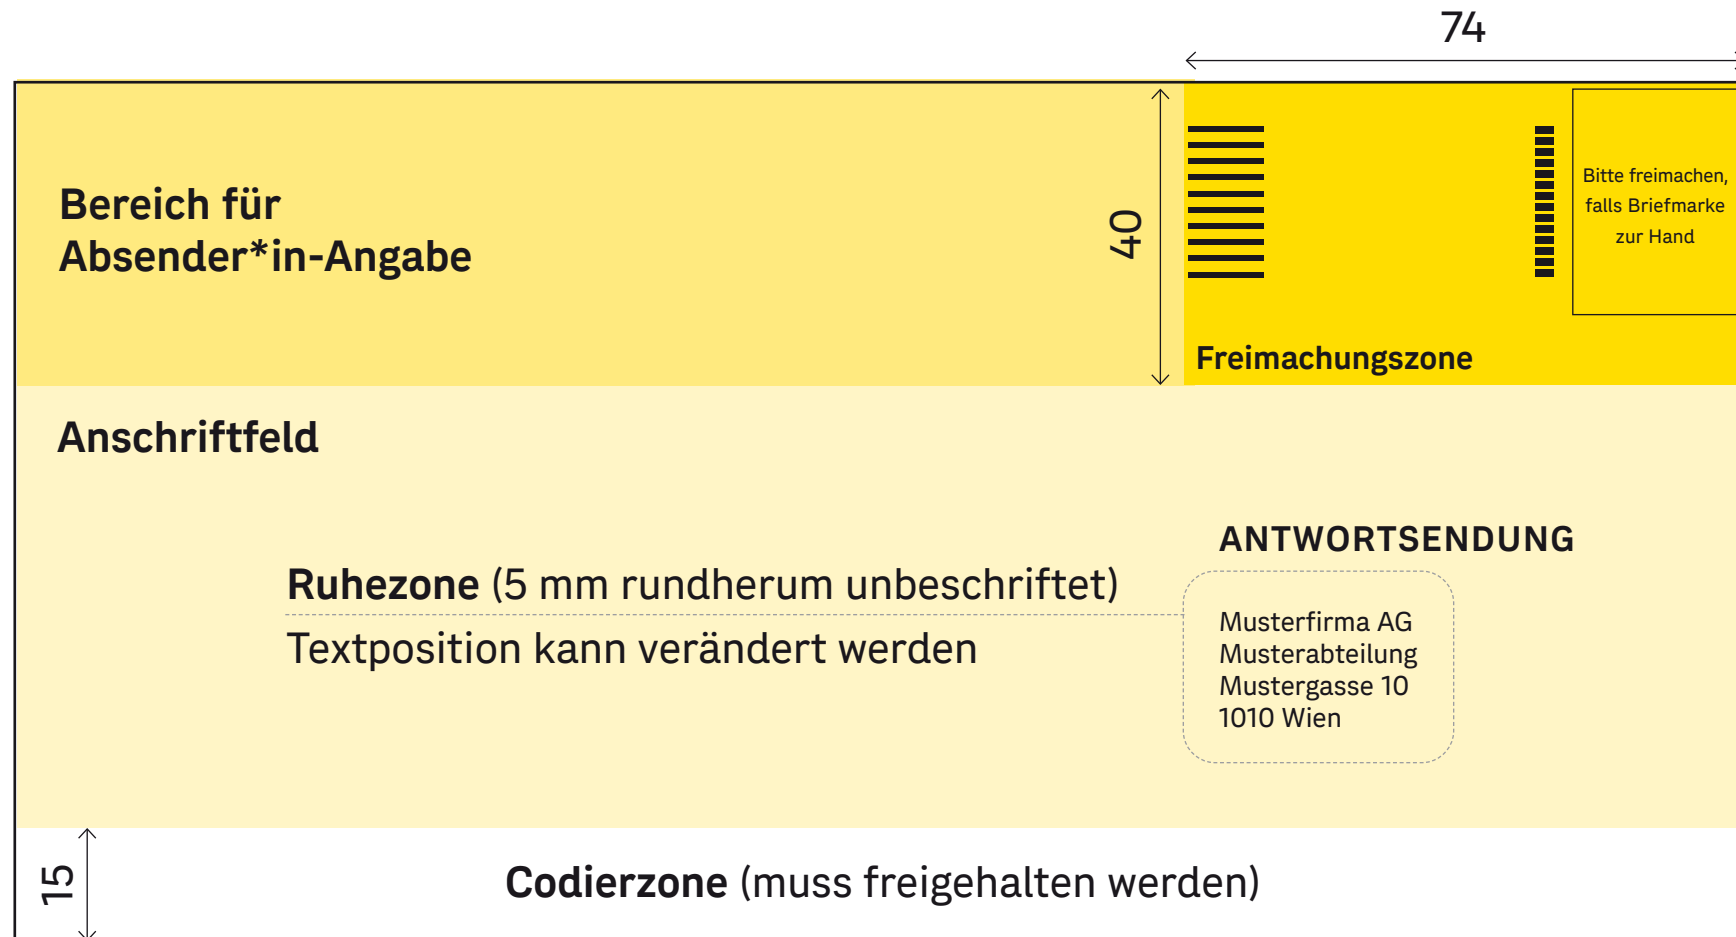 74
Bereich für
Absender*in-Angabe
40
Bitte freimachen,
falls Briefmarke
zur Hand
Freimachungszone
Anschriftfeld
ANTWORTSENDUNG
Ruhezone (5 mm rundherum unbeschriftet)
Textposition kann verändert werden
Musterfirma AG
Musterabteilung
Mustergasse 10
1010 Wien
15
Codierzone (muss freigehalten werden)